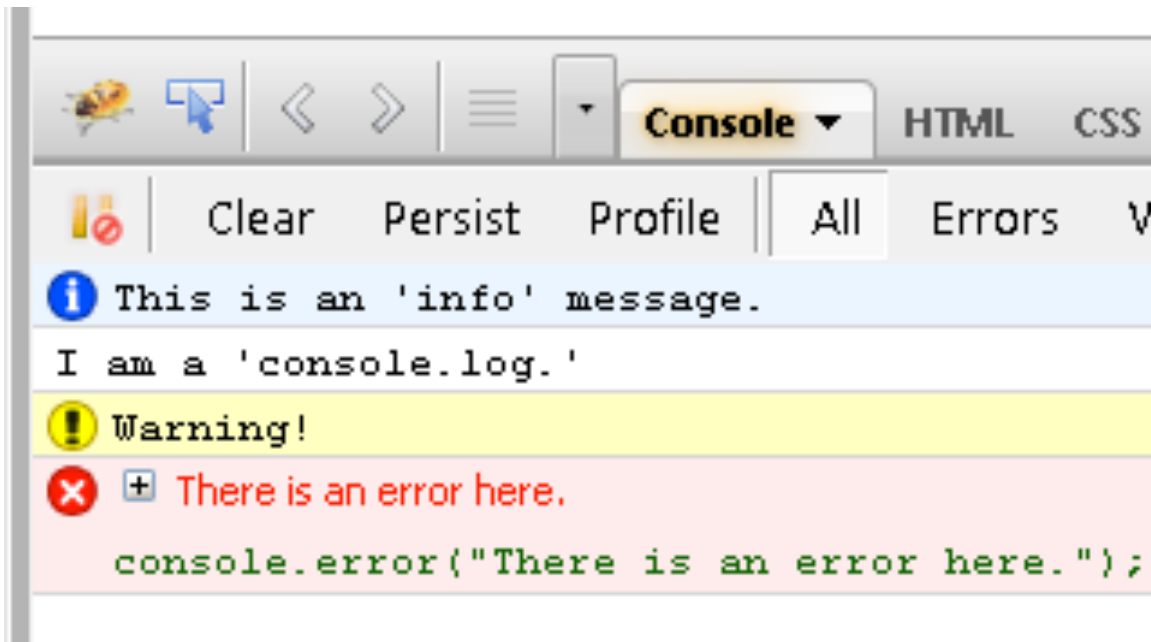 Console HTML CSS
Clear Persist Profile All Errors
This is an 'info' message.
I am a 'console.log.'
Warning!
There is an error here.
console.error("There is an error here.");